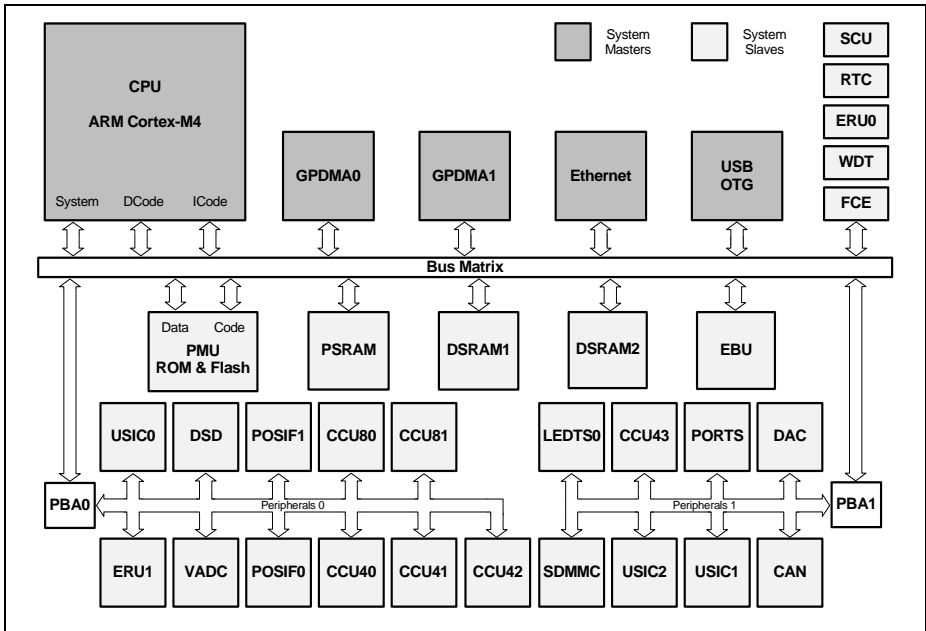 CPU
ARM Cortex-M4
System DCode ICode
System
Masters
System
Slaves
SCU
RTC
ERU0
WDT
FCE
GPDMA0
GPDMA1
Ethernet
USB
OTG
Bus Matrix
Data Code
PMU
ROM & Flash
PSRAM
DSRAM1
DSRAM2
EBU
USIC0
DSD
POSIF1
CCU80
CCU81
LEDTS0
CCU43
PORTS
DAC
PBA0
Peripherals 0
Peripherals 1
PBA1
ERU1
VADC
POSIF0
CCU40
CCU41
CCU42
SDMMC
USIC2
USIC1
CAN